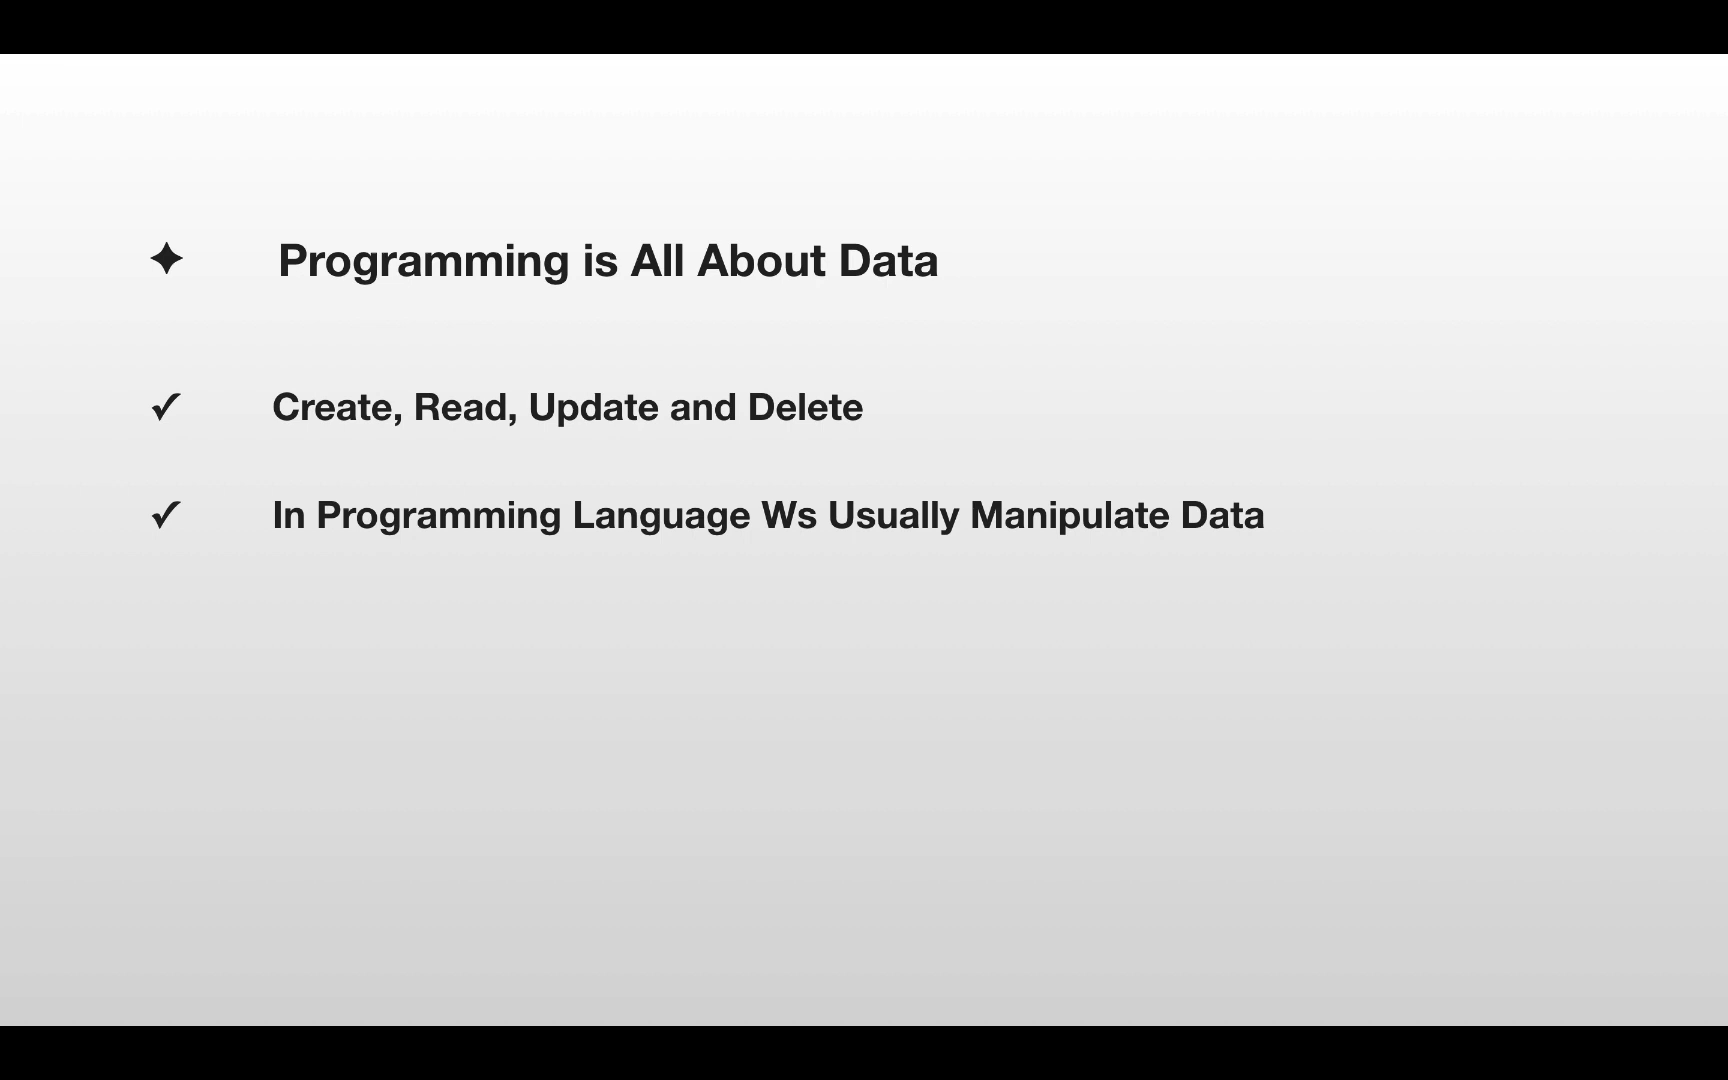 ✦ Programming is All About Data
✓ Create, Read, Update and Delete
✓ In Programming Language Ws Usually Manipulate Data